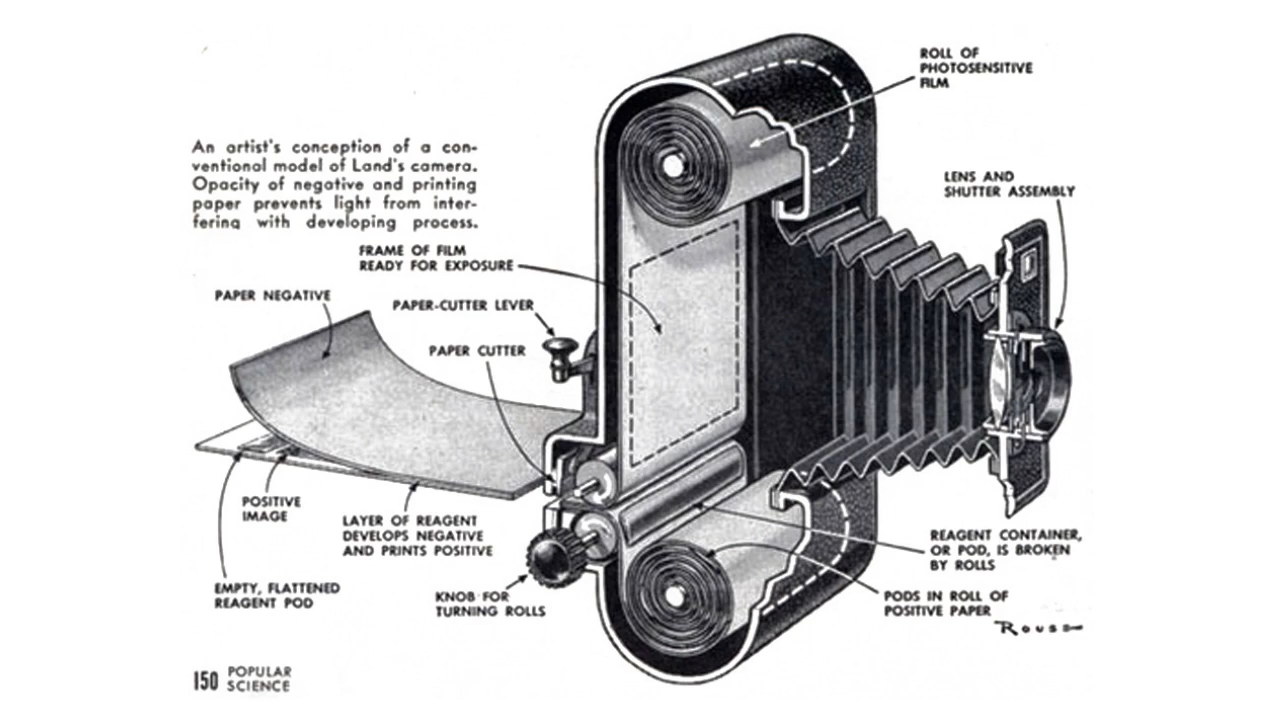 An artist's conception of a con-
ventional model of Land's camera.
Opacity of negative and printing
paper prevents light from inter-
fering with developing process.
ROLL OF
PHOTOSENSITIVE
FILM
LENS AND
SHUTTER ASSEMBLY
FRAME OF FILM
READY FOR EXPOSURE
PAPER NEGATIVE
PAPER-CUTTER LEVER
PAPER CUTTER
POSITIVE
IMAGE
LAYER OF REAGENT
DEVELOPS NEGATIVE
AND PRINTS POSITIVE
EMPTY, FLATTENED
REAGENT POD
KNOB FOR
TURNING ROLLS
REAGENT CONTAINER,
OR POD, IS BROKEN
BY ROLLS
PODS IN ROLL OF
POSITIVE PAPER
ROUSE
150 POPULAR
SCIENCE